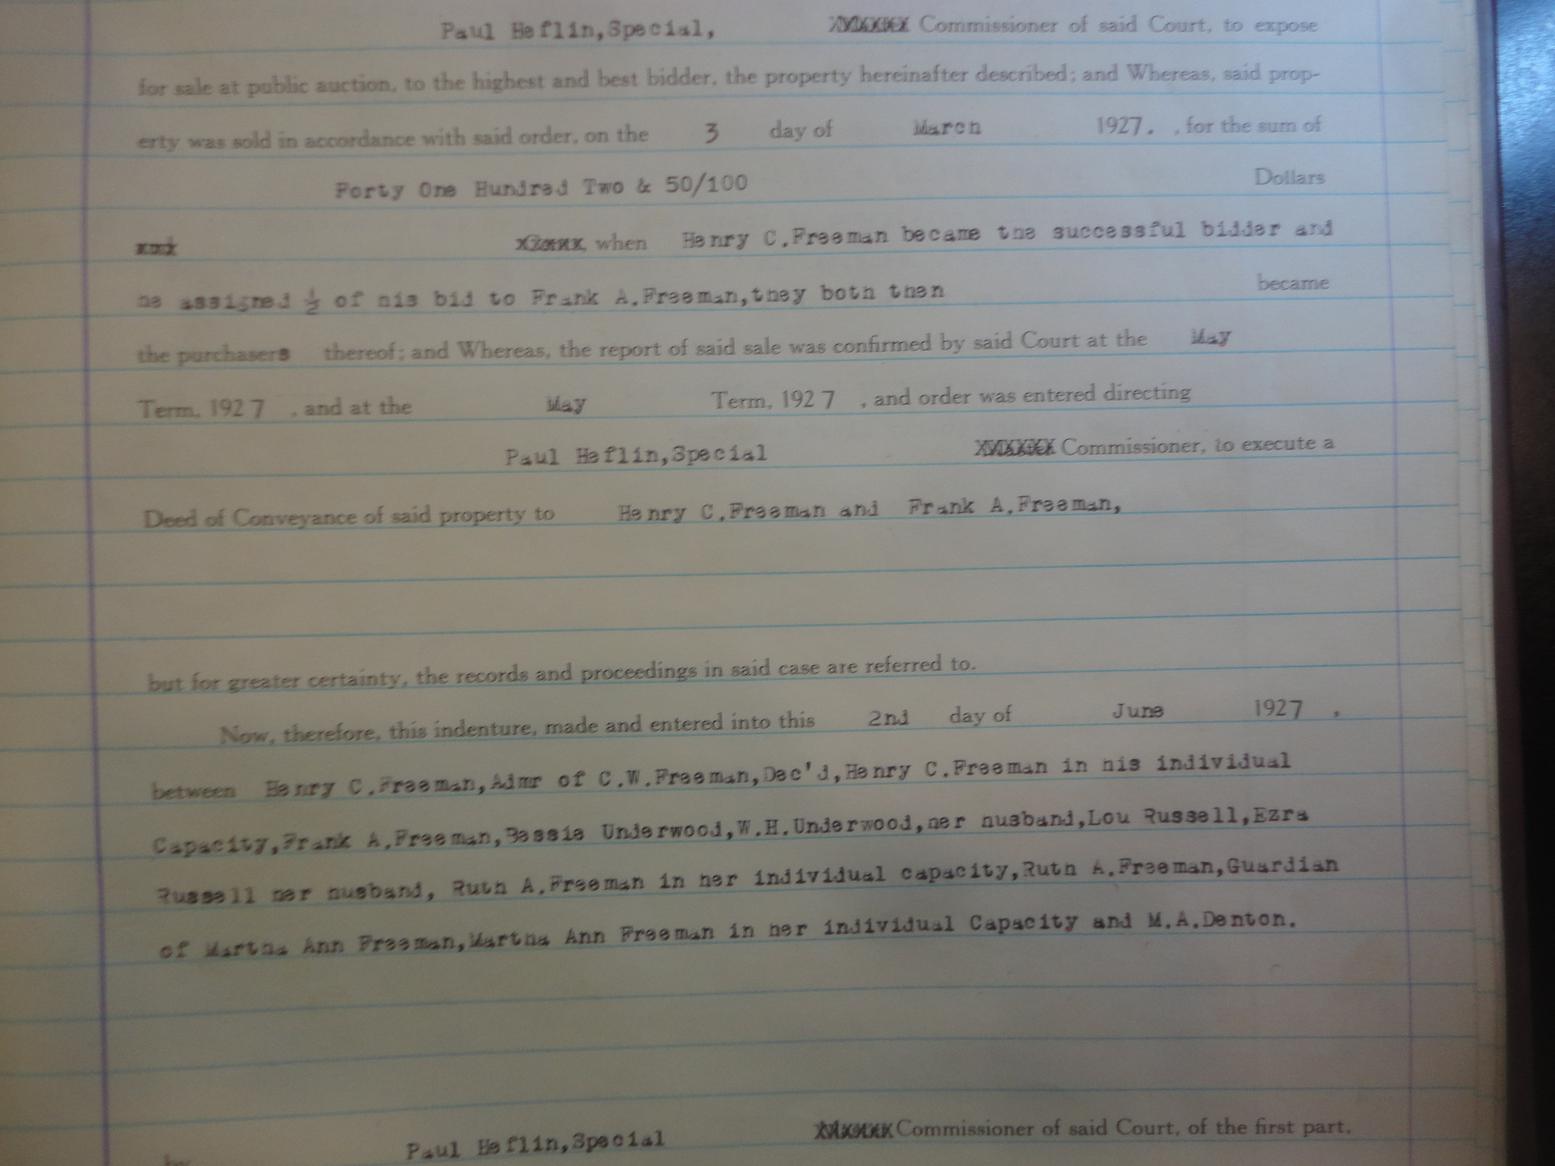 Paul Heflin,Special, Commissioner of said Court, to expose
for sale at public auction, to the highest and best bidder, the property hereinafter described; and Whereas, said prop-
erty was sold in accordance with said order, on the 3 day of March 1927. , for the sum of
Forty One Hundred Two & 50/100 Dollars
when Henry C.Freeman became the successful bidder and
he assigned ½ of his bid to Frank A.Freeman,they both then became
the purchasers thereof; and Whereas, the report of said sale was confirmed by said Court at the May
Term, 1927 , and at the May Term, 1927 , and order was entered directing
Paul Heflin,Special Commissioner, to execute a
Deed of Conveyance of said property to Henry C.Freeman and Frank A.Freeman,
but for greater certainty, the records and proceedings in said case are referred to.
Now, therefore, this indenture, made and entered into this 2nd day of June 1927 ,
between Henry C.Freeman,Admr of C.W.Freeman,Dec'd,Henry C.Freeman in his individual
Capacity,Frank A.Freeman,Bessie Underwood,W.H.Underwood,her husband,Lou Russell,Ezra
Russell her husband, Ruth A.Freeman in her individual capacity,Ruth A.Freeman,Guardian
of Martha Ann Freeman,Martha Ann Freeman in her individual Capacity and M.A.Denton.
Paul Heflin,Special Commissioner of said Court, of the first part,
by